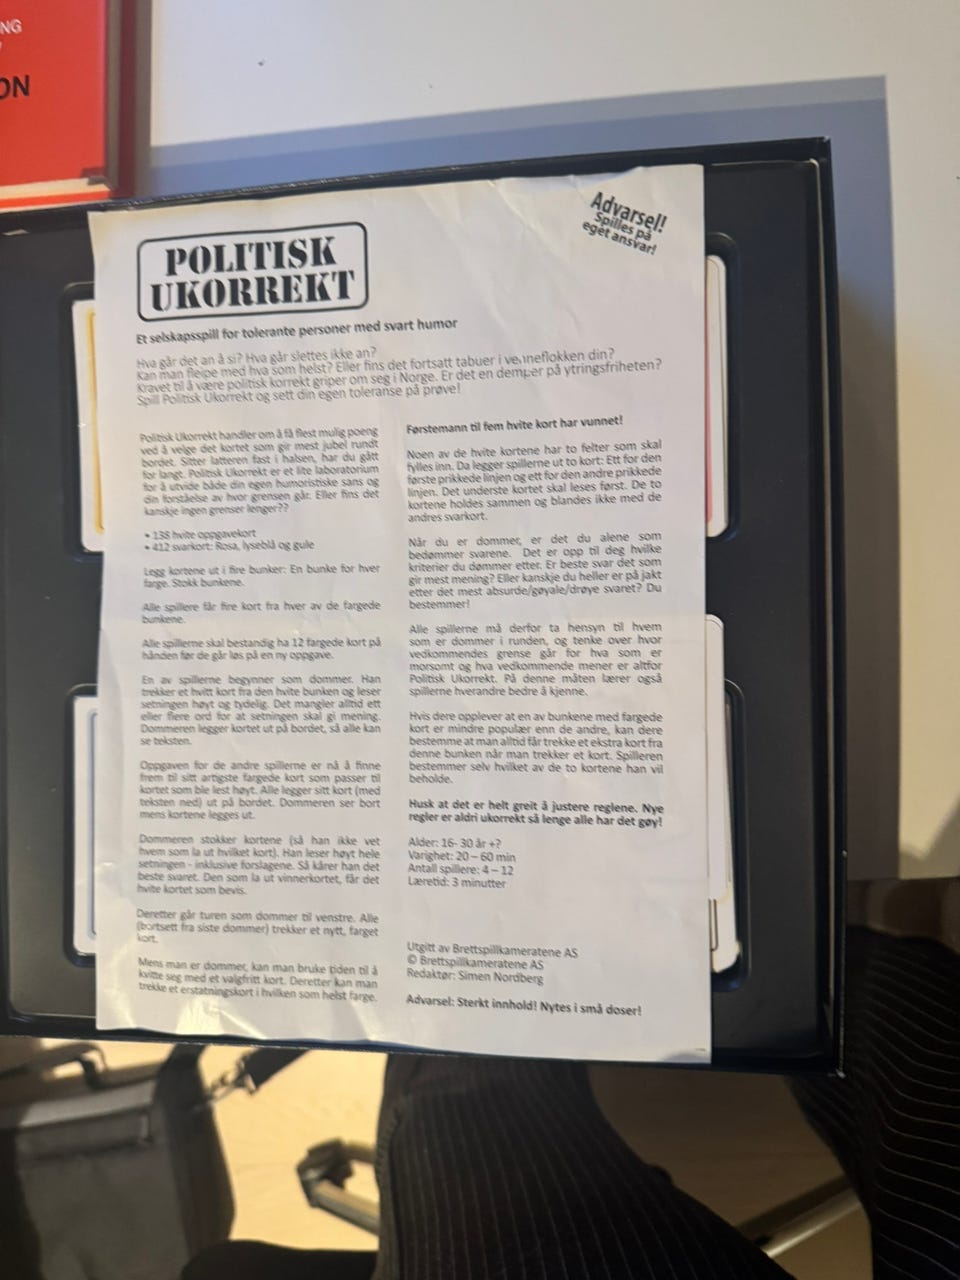 NG
ON
Advarsel!
Spilles på
eget ansvar!
POLITISK
UKORREKT
Et selskapsspill for tolerante personer med svart humor
Hva går det an å si? Hva går slettes ikke an?
Kan man fleipe med hva som helst? Eller fins det fortsatt tabuer i venneflokken din?
Kravet til å være politisk korrekt griper om seg i Norge. Er det en demper på ytringsfriheten?
Spill Politisk Ukorrekt og sett din egen toleranse på prøve!
Politisk Ukorrekt handler om å få flest mulig poeng
ved å velge det kortet som gir mest jubel rundt
bordet. Sitter latteren fast i halsen, har du gått
for langt. Politisk Ukorrekt er et lite laboratorium
for å utvide både din egen humoristiske sans og
din forståelse av hvor grensen går. Eller fins det
kanskje ingen grenser lenger??
• 138 hvite oppgavekort
• 412 svarkort: Rosa, lyseblå og gule
Legg kortene ut i fire bunker: En bunke for hver
farge. Stokk bunkene.
Alle spillere får fire kort fra hver av de fargede
bunkene.
Alle spillerne skal bestandig ha 12 fargede kort på
hånden før de går løs på en ny oppgave.
En av spillerne begynner som dommer. Han
trekker et hvitt kort fra den hvite bunken og leser
setningen høyt og tydelig. Det mangler alltid ett
eller flere ord for at setningen skal gi mening.
Dommeren legger kortet ut på bordet, så alle kan
se teksten.
Oppgaven for de andre spillerne er nå å finne
frem til sitt artigste fargede kort som passer til
kortet som ble lest høyt. Alle legger sitt kort (med
teksten ned) ut på bordet. Dommeren ser bort
mens kortene legges ut.
Dommeren stokker kortene (så han ikke vet
hvem som la ut hvilket kort). Han leser høyt hele
setningen - inklusive forslagene. Så kårer han det
beste svaret. Den som la ut vinnerkortet, får det
hvite kortet som bevis.
Deretter går turen som dommer til venstre. Alle
(bortsett fra siste dommer) trekker et nytt, farget
kort.
Mens man er dommer, kan man bruke tiden til å
kvitte seg med et valgfritt kort. Deretter kan man
trekke et erstatningskort i hvilken som helst farge.
Førstemann til fem hvite kort har vunnet!
Noen av de hvite kortene har to felter som skal
fylles inn. Da legger spillerne ut to kort: Ett for den
første prikkede linjen og ett for den andre prikkede
linjen. Det underste kortet skal leses først. De to
kortene holdes sammen og blandes ikke med de
andres svarkort.
Når du er dommer, er det du alene som
bedømmer svarene. Det er opp til deg hvilke
kriterier du dømmer etter. Er beste svar det som
gir mest mening? Eller kanskje du heller er på jakt
etter det mest absurde/gøyale/drøye svaret? Du
bestemmer!
Alle spillerne må derfor ta hensyn til hvem
som er dommer i runden, og tenke over hvor
vedkommendes grense går for hva som er
morsomt og hva vedkommende mener er altfor
Politisk Ukorrekt. På denne måten lærer også
spillerne hverandre bedre å kjenne.
Hvis dere opplever at en av bunkene med fargede
kort er mindre populær enn de andre, kan dere
bestemme at man alltid får trekke et ekstra kort fra
denne bunken når man trekker et kort. Spilleren
bestemmer selv hvilket av de to kortene han vil
beholde.
Husk at det er helt greit å justere reglene. Nye
regler er aldri ukorrekt så lenge alle har det gøy!
Alder: 16- 30 år +?
Varighet: 20 – 60 min
Antall spillere: 4 – 12
Læretid: 3 minutter
Utgitt av Brettspillkameratene AS
© Brettspillkameratene AS
Redaktør: Simen Nordberg
Advarsel: Sterkt innhold! Nytes i små doser!